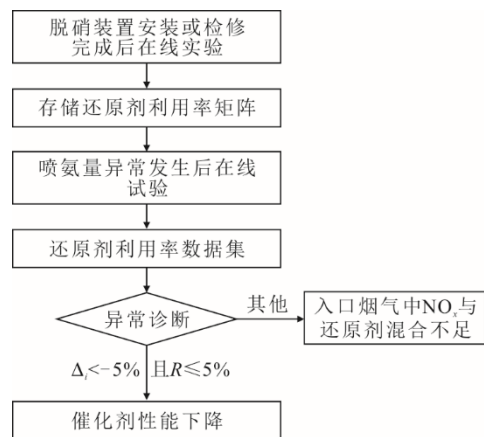 脱硝装置安装或检修
完成后在线实验
存储还原剂利用率矩阵
喷氨量异常发生后在线
试验
还原剂利用率数据集
异常诊断
其他
入口烟气中NOₓ与
还原剂混合不足
Δᵢ<-5% 且R≤5%
催化剂性能下降